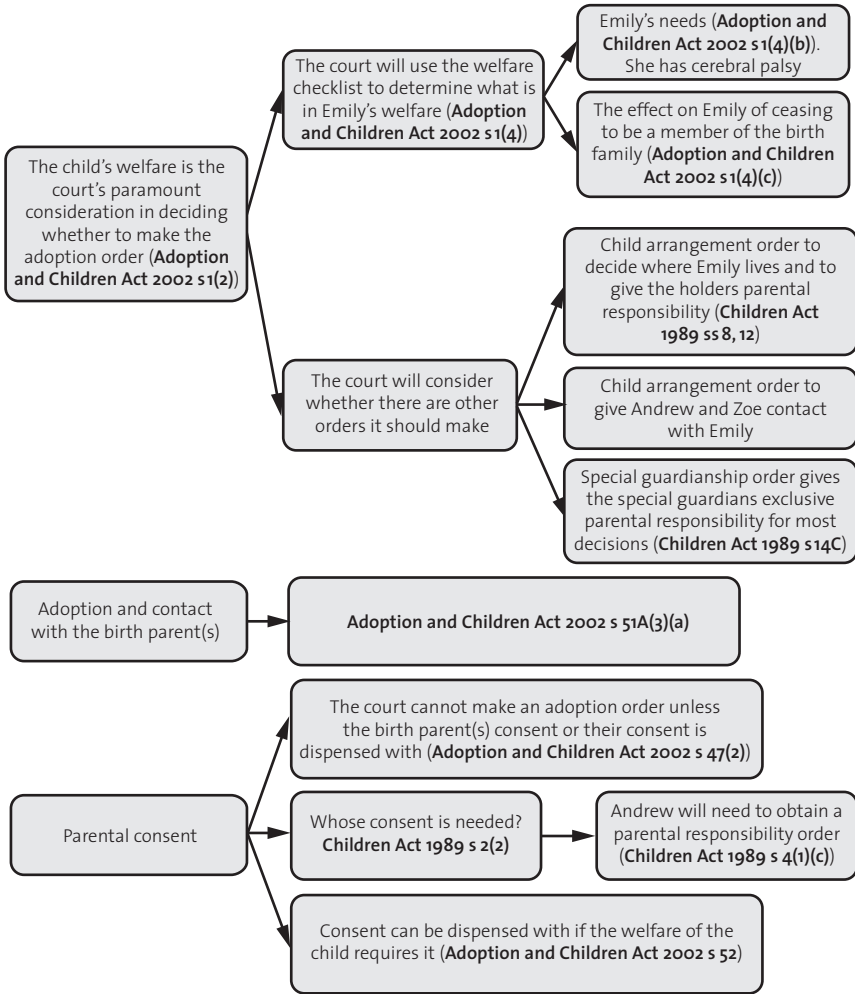 The child's welfare is the
court's paramount
consideration in deciding
whether to make the
adoption order (Adoption
and Children Act 2002 s 1(2))
The court will use the welfare
checklist to determine what is
in Emily's welfare (Adoption
and Children Act 2002 s 1(4))
Emily's needs (Adoption and
Children Act 2002 s 1(4)(b)).
She has cerebral palsy
The effect on Emily of ceasing
to be a member of the birth
family (Adoption and Children
Act 2002 s 1(4)(c))
The court will consider
whether there are other
orders it should make
Child arrangement order to
decide where Emily lives and to
give the holders parental
responsibility (Children Act
1989 ss 8, 12)
Child arrangement order to
give Andrew and Zoe contact
with Emily
Special guardianship order gives
the special guardians exclusive
parental responsibility for most
decisions (Children Act 1989 s 14C)
Adoption and contact
with the birth parent(s)
Adoption and Children Act 2002 s 51A(3)(a)
Parental consent
The court cannot make an adoption order unless
the birth parent(s) consent or their consent is
dispensed with (Adoption and Children Act 2002 s 47(2))
Whose consent is needed?
Children Act 1989 s 2(2)
Andrew will need to obtain a
parental responsibility order
(Children Act 1989 s 4(1)(c))
Consent can be dispensed with if the welfare of the
child requires it (Adoption and Children Act 2002 s 52)